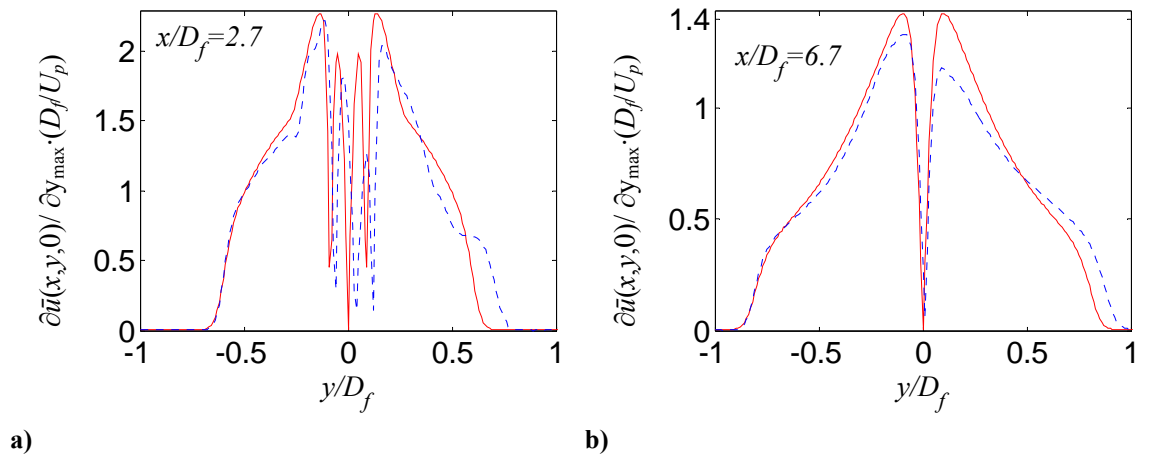 x/D_f=2.7
∂ū(x,y,0)/ ∂y_max·(D_f/U_p)
2
1.5
1
0.5
0
-1 -0.5 0 0.5 1
y/D_f
a)
x/D_f=6.7
∂ū(x,y,0)/ ∂y_max·(D_f/U_p)
1.4
1
0.5
0
-1 -0.5 0 0.5 1
y/D_f
b)